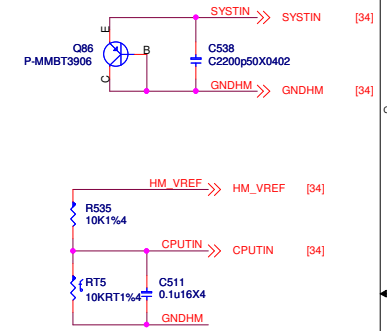 SYSTIN SYSTIN [34]
E
Q86 B C538
P-MMBT3906 C2200p50X0402
C
GNDHM GNDHM [34]
HM_VREF HM_VREF [34]
R535
10K1%4
CPUTIN CPUTIN [34]
RT5 C511
10KRT1%4 0.1u16X4
GNDHM